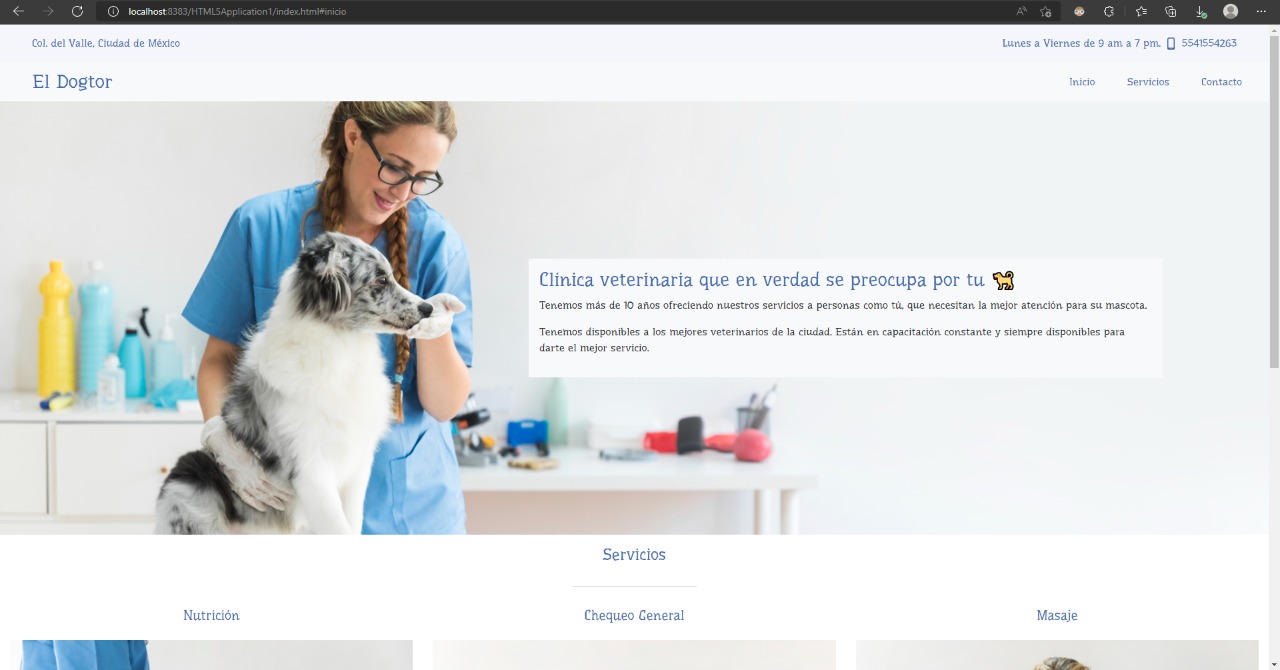 localhost:8383/HTML5Application1/index.html#inicio
Col. del Valle, Ciudad de México
Lunes a Viernes de 9 am a 7 pm. 5541554263
El Dogtor
Inicio Servicios Contacto
Clínica veterinaria que en verdad se preocupa por tu
Tenemos más de 10 años ofreciendo nuestros servicios a personas como tú, que necesitan la mejor atención para su mascota.
Tenemos disponibles a los mejores veterinarios de la ciudad. Están en capacitación constante y siempre disponibles para
darte el mejor servicio.
Servicios
Nutrición Chequeo General Masaje